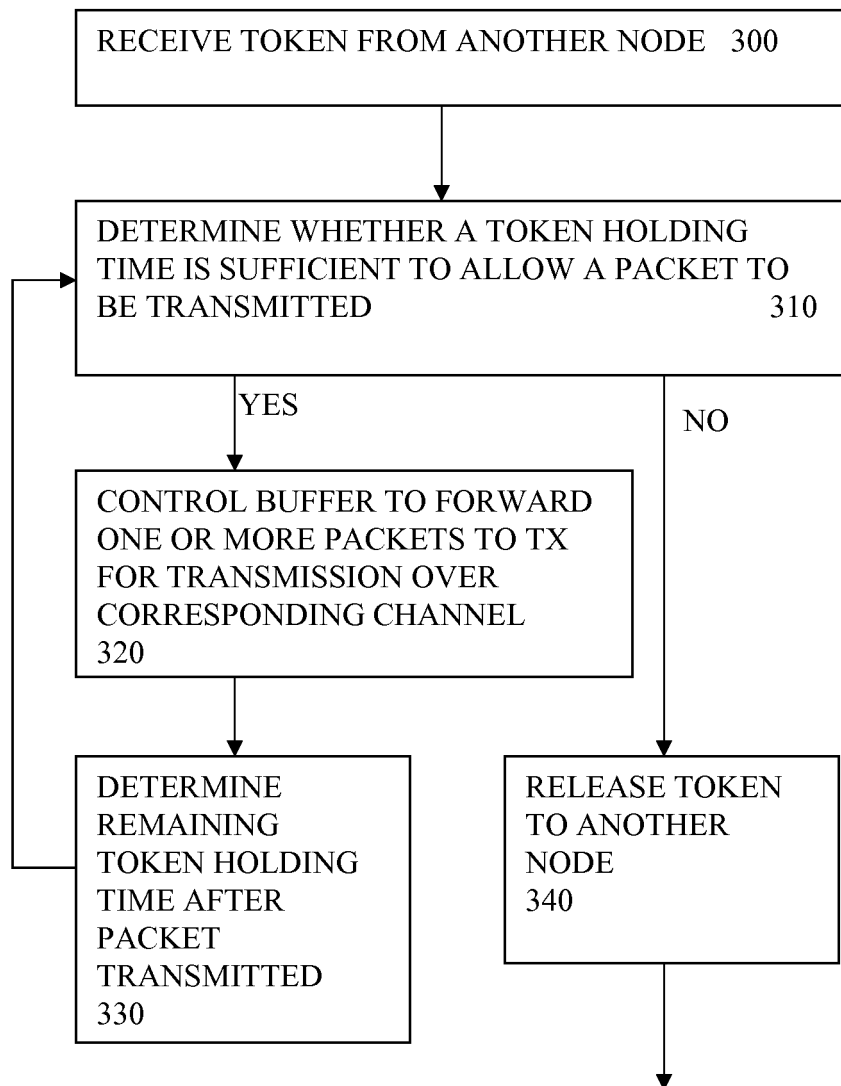 RECEIVE TOKEN FROM ANOTHER NODE 300
DETERMINE WHETHER A TOKEN HOLDING
TIME IS SUFFICIENT TO ALLOW A PACKET TO
BE TRANSMITTED 310
YES
NO
CONTROL BUFFER TO FORWARD
ONE OR MORE PACKETS TO TX
FOR TRANSMISSION OVER
CORRESPONDING CHANNEL
320
DETERMINE
REMAINING
TOKEN HOLDING
TIME AFTER
PACKET
TRANSMITTED
330
RELEASE TOKEN
TO ANOTHER
NODE
340